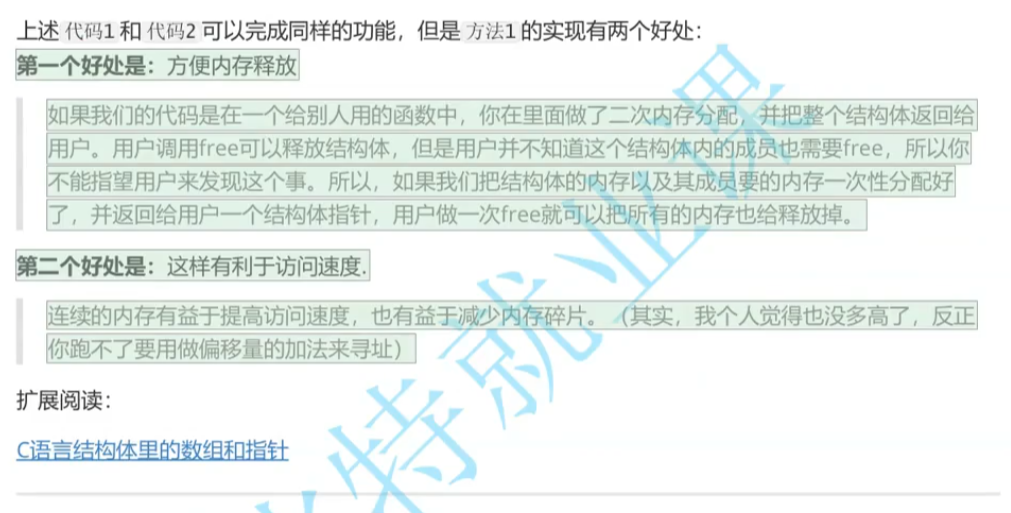 上述 代码1 和 代码2 可以完成同样的功能，但是 方法1 的实现有两个好处：
第一个好处是：方便内存释放
如果我们的代码是在一个给别人用的函数中，你在里面做了二次内存分配，并把整个结构体返回给
用户。用户调用free可以释放结构体，但是用户并不知道这个结构体内的成员也需要free，所以你
不能指望用户来发现这个事。所以，如果我们把结构体的内存以及其成员要的内存一次性分配好
了，并返回给用户一个结构体指针，用户做一次free就可以把所有的内存也给释放掉。
第二个好处是：这样有利于访问速度.
连续的内存有益于提高访问速度，也有益于减少内存碎片。（其实，我个人觉得也没多高了，反正
你跑不了要用做偏移量的加法来寻址）
扩展阅读：
C语言结构体里的数组和指针
特就业课